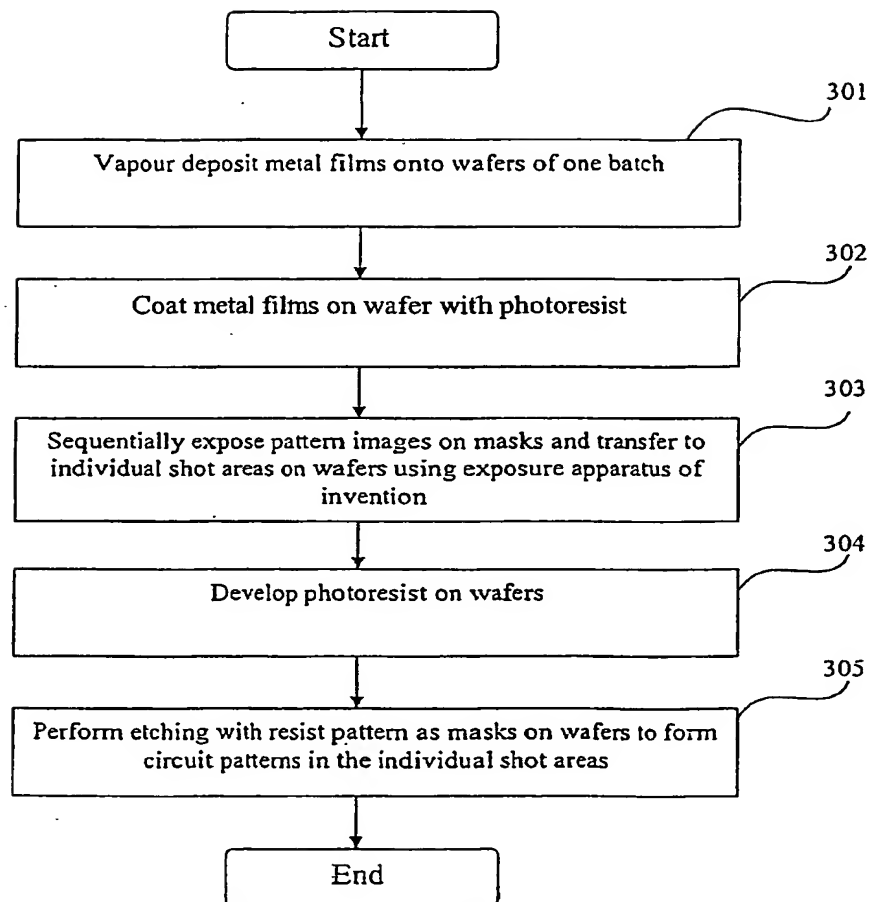 Start
301
Vapour deposit metal films onto wafers of one batch
302
Coat metal films on wafer with photoresist
303
Sequentially expose pattern images on masks and transfer to
individual shot areas on wafers using exposure apparatus of
invention
304
Develop photoresist on wafers
305
Perform etching with resist pattern as masks on wafers to form
circuit patterns in the individual shot areas
End